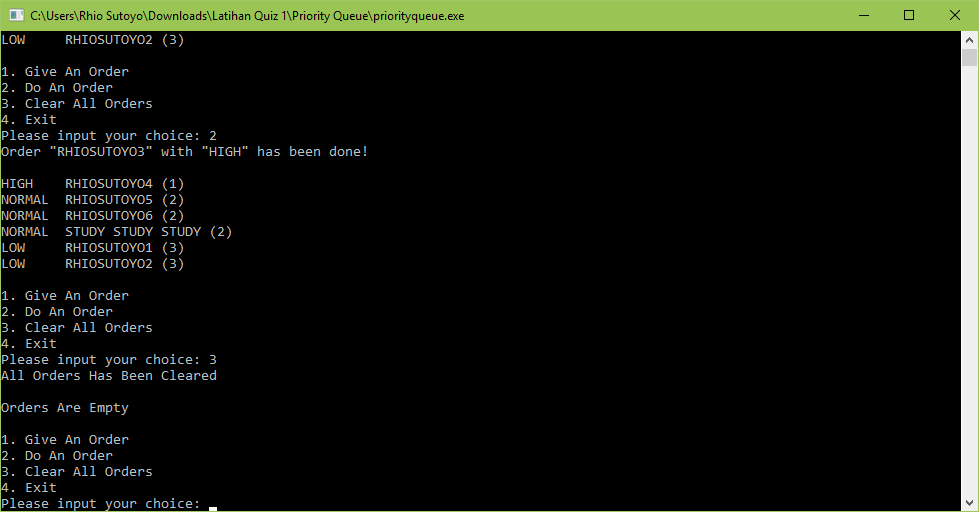 C:\Users\Rhio Sutoyo\Downloads\Latihan Quiz 1\Priority Queue\priorityqueue.exe
LOW     RHIOSUTOYO2 (3)
1. Give An Order
2. Do An Order
3. Clear All Orders
4. Exit
Please input your choice: 2
Order "RHIOSUTOYO3" with "HIGH" has been done!
HIGH    RHIOSUTOYO4 (1)
NORMAL  RHIOSUTOYO5 (2)
NORMAL  RHIOSUTOYO6 (2)
NORMAL  STUDY STUDY STUDY (2)
LOW     RHIOSUTOYO1 (3)
LOW     RHIOSUTOYO2 (3)
1. Give An Order
2. Do An Order
3. Clear All Orders
4. Exit
Please input your choice: 3
All Orders Has Been Cleared
Orders Are Empty
1. Give An Order
2. Do An Order
3. Clear All Orders
4. Exit
Please input your choice: